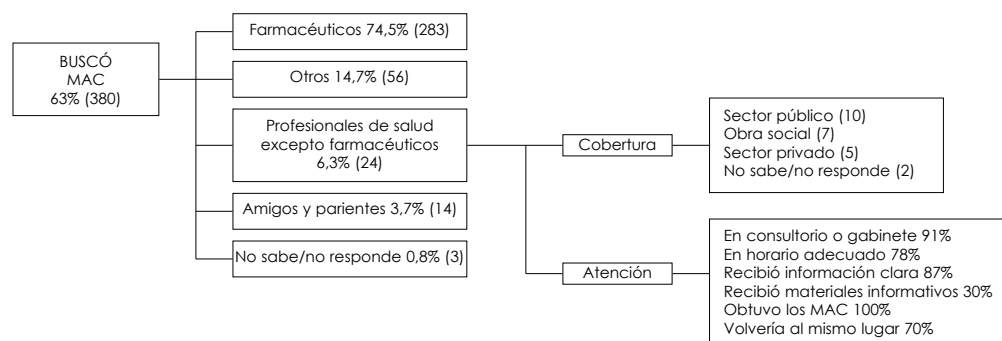 BUSCÓ
MAC
63% (380)
Farmacéuticos 74,5% (283)
Otros 14,7% (56)
Profesionales de salud
excepto farmacéuticos
6,3% (24)
Amigos y parientes 3,7% (14)
No sabe/no responde 0,8% (3)
Cobertura
Sector público (10)
Obra social (7)
Sector privado (5)
No sabe/no responde (2)
Atención
En consultorio o gabinete 91%
En horario adecuado 78%
Recibió información clara 87%
Recibió materiales informativos 30%
Obtuvo los MAC 100%
Volvería al mismo lugar 70%